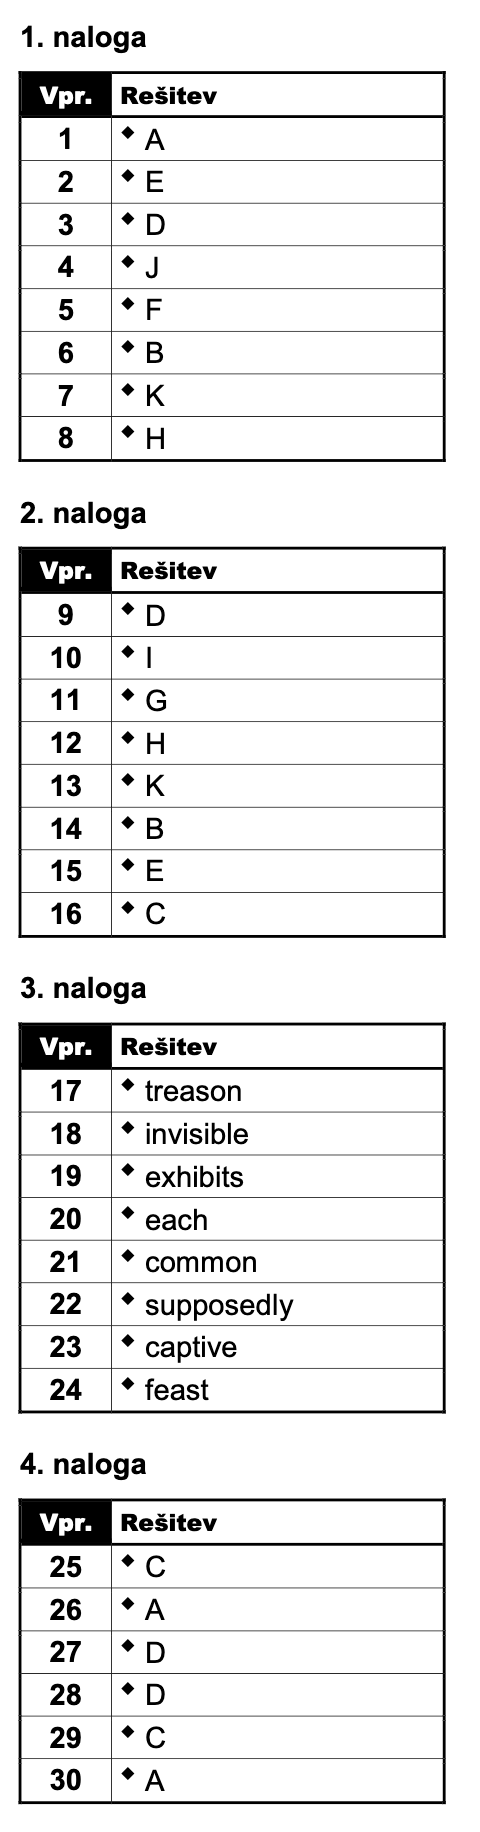 1. naloga
Vpr. Rešitev
1 ◆ A
2 ◆ E
3 ◆ D
4 ◆ J
5 ◆ F
6 ◆ B
7 ◆ K
8 ◆ H
2. naloga
Vpr. Rešitev
9 ◆ D
10 ◆ I
11 ◆ G
12 ◆ H
13 ◆ K
14 ◆ B
15 ◆ E
16 ◆ C
3. naloga
Vpr. Rešitev
17 ◆ treason
18 ◆ invisible
19 ◆ exhibits
20 ◆ each
21 ◆ common
22 ◆ supposedly
23 ◆ captive
24 ◆ feast
4. naloga
Vpr. Rešitev
25 ◆ C
26 ◆ A
27 ◆ D
28 ◆ D
29 ◆ C
30 ◆ A